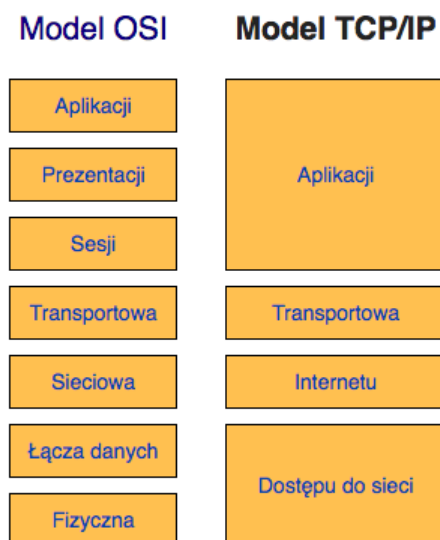 Model OSI
Aplikacji
Prezentacji
Sesji
Transportowa
Sieciowa
Łącza danych
Fizyczna
Model TCP/IP
Aplikacji
Transportowa
Internetu
Dostępu do sieci